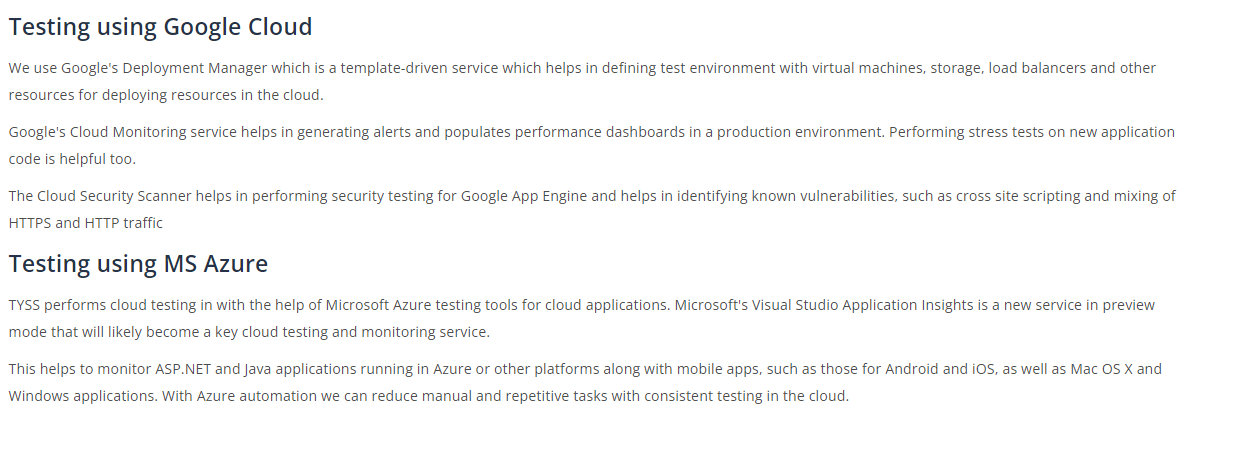 Testing using Google Cloud
We use Google's Deployment Manager which is a template-driven service which helps in defining test environment with virtual machines, storage, load balancers and other
resources for deploying resources in the cloud.
Google's Cloud Monitoring service helps in generating alerts and populates performance dashboards in a production environment. Performing stress tests on new application
code is helpful too.
The Cloud Security Scanner helps in performing security testing for Google App Engine and helps in identifying known vulnerabilities, such as cross site scripting and mixing of
HTTPS and HTTP traffic
Testing using MS Azure
TYSS performs cloud testing in with the help of Microsoft Azure testing tools for cloud applications. Microsoft's Visual Studio Application Insights is a new service in preview
mode that will likely become a key cloud testing and monitoring service.
This helps to monitor ASP.NET and Java applications running in Azure or other platforms along with mobile apps, such as those for Android and iOS, as well as Mac OS X and
Windows applications. With Azure automation we can reduce manual and repetitive tasks with consistent testing in the cloud.